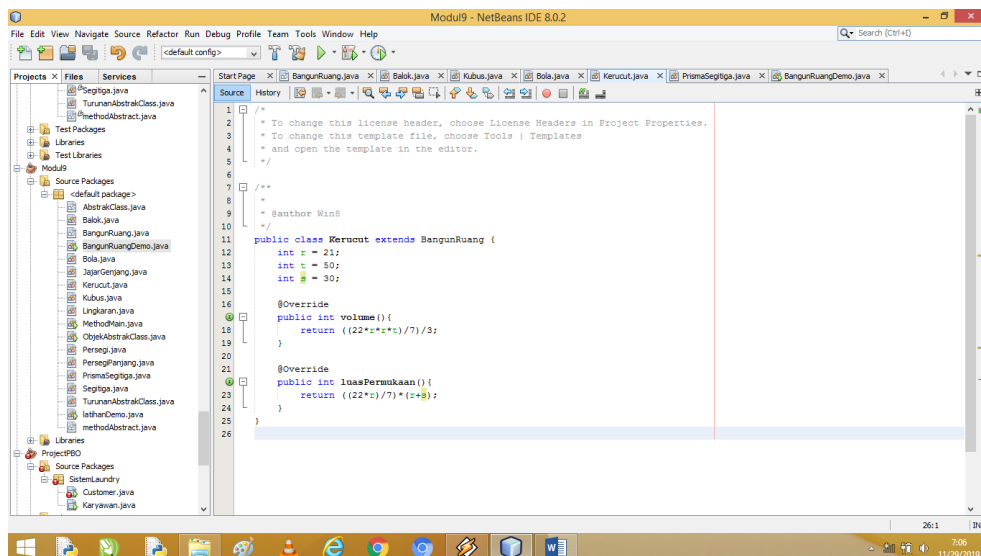 Modul9 - NetBeans IDE 8.0.2
File Edit View Navigate Source Refactor Run Debug Profile Team Tools Window Help
Search (Ctrl+I)
<default config>
Projects Files Services
Start Page BangunRuang.java Balok.java Kubus.java Bola.java Kerucut.java PrismaSegitiga.java BangunRuangDemo.java
Source History
Segitiga.java
TurunanAbstrakClass.java
methodAbstract.java
Test Packages
Libraries
Test Libraries
Modul9
Source Packages
<default package>
AbstrakClass.java
Balok.java
BangunRuang.java
BangunRuangDemo.java
Bola.java
JajarGenjang.java
Kerucut.java
Kubus.java
Lingkaran.java
MethodMain.java
ObjekAbstrakClass.java
Persegi.java
PersegiPanjang.java
PrismaSegitiga.java
Segitiga.java
TurunanAbstrakClass.java
latihanDemo.java
methodAbstract.java
Libraries
ProjectPBO
Source Packages
SistemLaundry
Customer.java
Karyawan.java
1 /*
2 * To change this license header, choose License Headers in Project Properties.
3 * To change this template file, choose Tools | Templates
4 * and open the template in the editor.
5 */
6
7 /**
8 *
9 * @author Win8
10 */
11 public class Kerucut extends BangunRuang {
12 int r = 21;
13 int t = 50;
14 int s = 30;
15
16 @Override
public int volume(){
18 return ((22*r*r*t)/7)/3;
19 }
20
21 @Override
public int luasPermukaan(){
23 return ((22*r)/7)*(r+s);
24 }
25 }
26
26:1 IN
7:06
11/29/2019